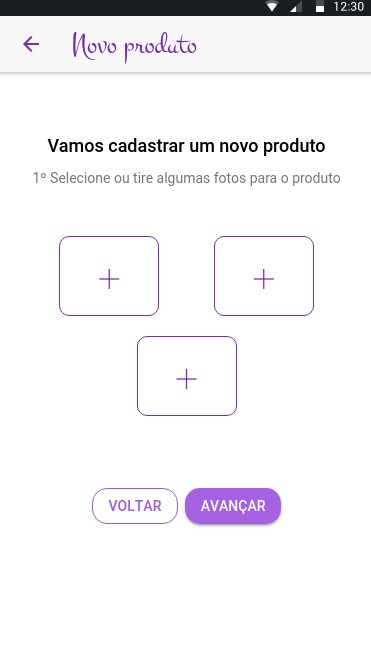 12:30
Novo produto
Vamos cadastrar um novo produto
1º Selecione ou tire algumas fotos para o produto
VOLTAR
AVANÇAR